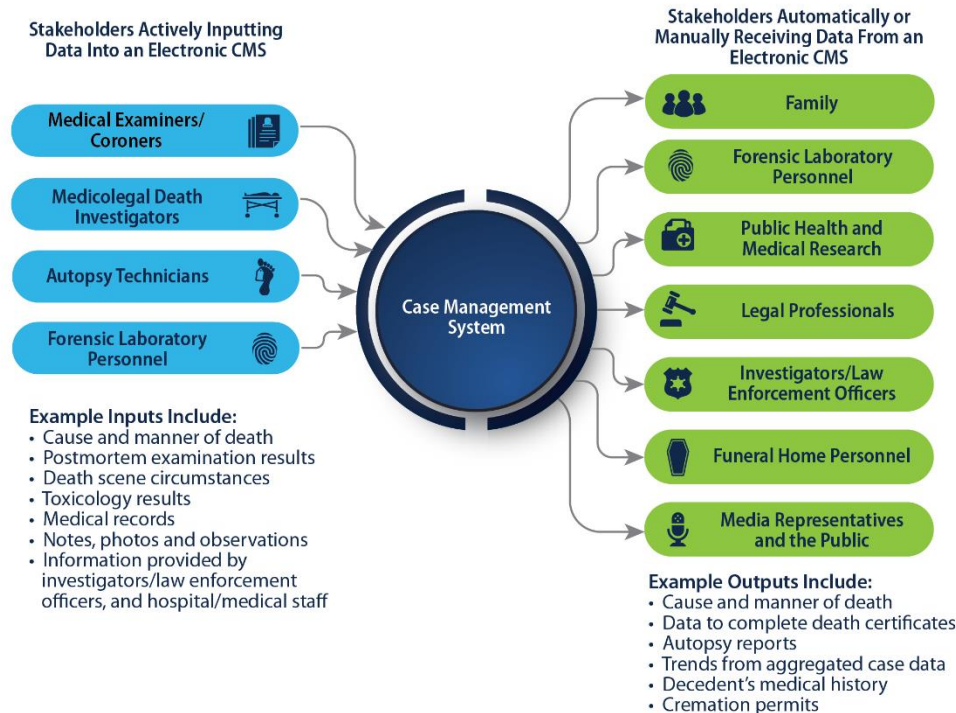 Stakeholders Actively Inputting
Data Into an Electronic CMS
Medical Examiners/
Coroners
Medicolegal Death
Investigators
Autopsy Technicians
Forensic Laboratory
Personnel
Example Inputs Include:
• Cause and manner of death
• Postmortem examination results
• Death scene circumstances
• Toxicology results
• Medical records
• Notes, photos and observations
• Information provided by
investigators/law enforcement
officers, and hospital/medical staff
Case Management
System
Stakeholders Automatically or
Manually Receiving Data From an
Electronic CMS
Family
Forensic Laboratory
Personnel
Public Health and
Medical Research
Legal Professionals
Investigators/Law
Enforcement Officers
Funeral Home Personnel
Media Representatives
and the Public
Example Outputs Include:
• Cause and manner of death
• Data to complete death certificates
• Autopsy reports
• Trends from aggregated case data
• Decedent's medical history
• Cremation permits